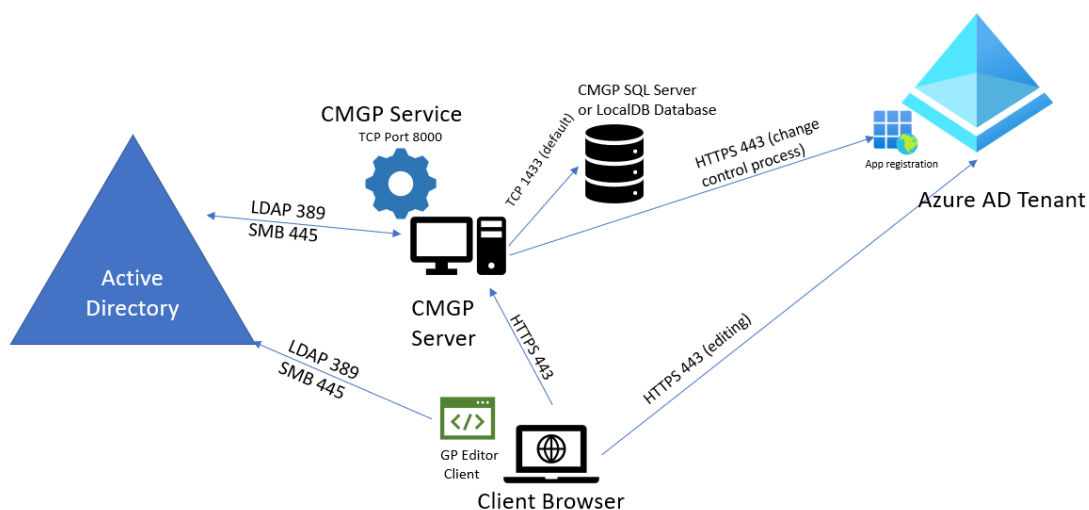 CMGP Service
TCP Port 8000
CMGP SQL Server
or LocalDB Database
TCP 1433 (default)
HTTPS 443 (change
control process)
App registration
Azure AD Tenant
LDAP 389
SMB 445
Active
Directory
CMGP
Server
HTTPS 443
HTTPS 443 (editing)
LDAP 389
SMB 445
GP Editor
Client
Client Browser